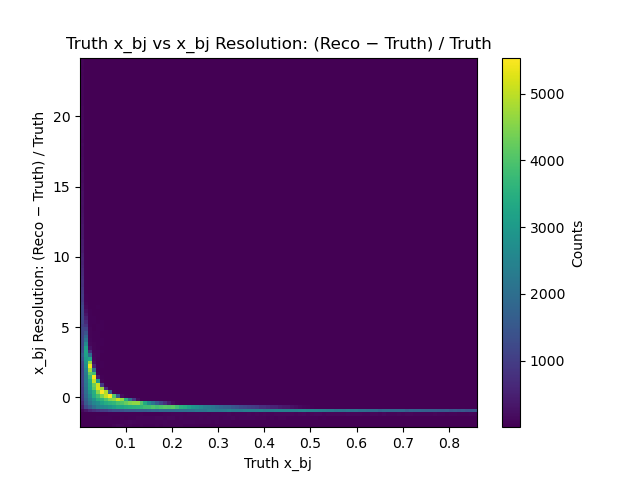 Truth x_bj vs x_bj Resolution: (Reco − Truth) / Truth
x_bj Resolution: (Reco − Truth) / Truth
20
15
10
5
0
0.1 0.2 0.3 0.4 0.5 0.6 0.7 0.8
Truth x_bj
5000
4000
3000
2000
1000
Counts